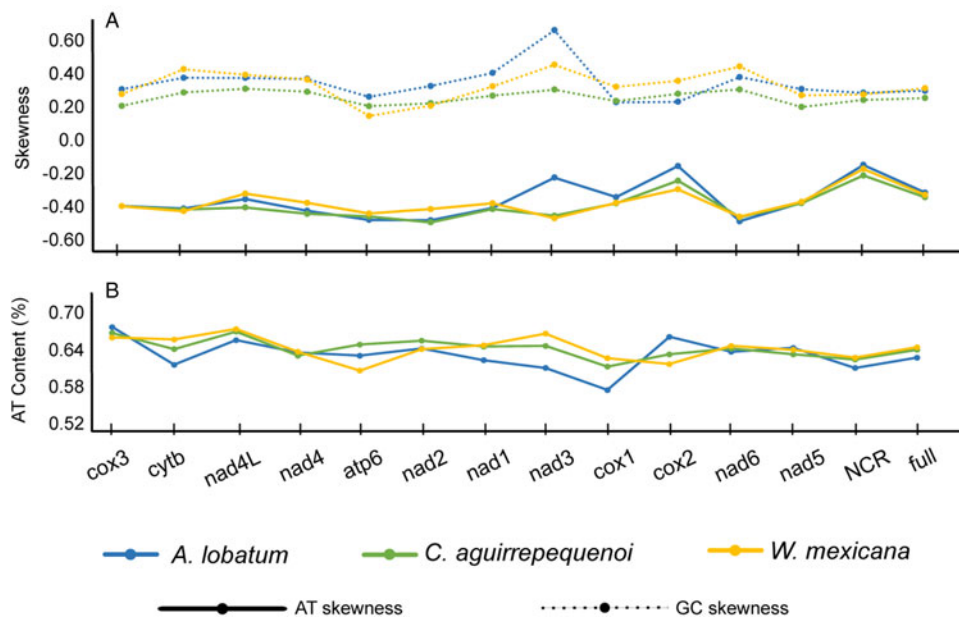 A
0.60
0.40
0.20
0.0
-0.20
-0.40
-0.60
Skewness
B
0.70
0.64
0.58
0.52
AT Content (%)
cox3 cytb nad4L nad4 atp6 nad2 nad1 nad3 cox1 cox2 nad6 nad5 NCR full
A. lobatum C. aguirrepequenoi W. mexicana
AT skewness GC skewness